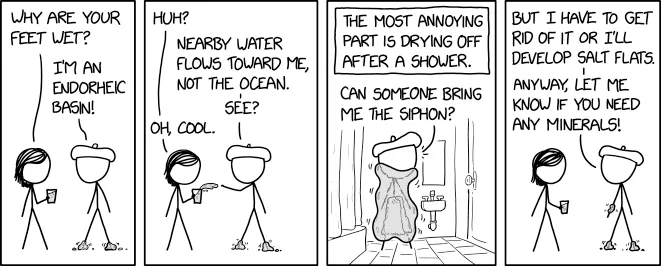 WHY ARE YOUR
FEET WET?
I'M AN
ENDORHEIC
BASIN!
HUH?
NEARBY WATER
FLOWS TOWARD ME,
NOT THE OCEAN.
SEE?
OH, COOL.
THE MOST ANNOYING
PART IS DRYING OFF
AFTER A SHOWER.
CAN SOMEONE BRING
ME THE SIPHON?
BUT I HAVE TO GET
RID OF IT OR I'LL
DEVELOP SALT FLATS.
ANYWAY, LET ME
KNOW IF YOU NEED
ANY MINERALS!